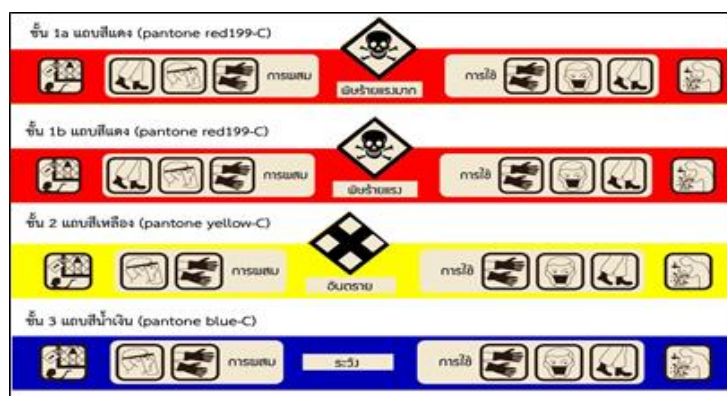 ชั้น 1a แถบสีแดง (pantone red199-C)
การผสม
พิษร้ายแรงมาก
การใช้
ชั้น 1b แถบสีแดง (pantone red199-C)
การผสม
พิษร้ายแรง
การใช้
ชั้น 2 แถบสีเหลือง (pantone yellow-C)
การผสม
อันตราย
การใช้
ชั้น 3 แถบสีน้ำเงิน (pantone blue-C)
การผสม
ระวัง
การใช้